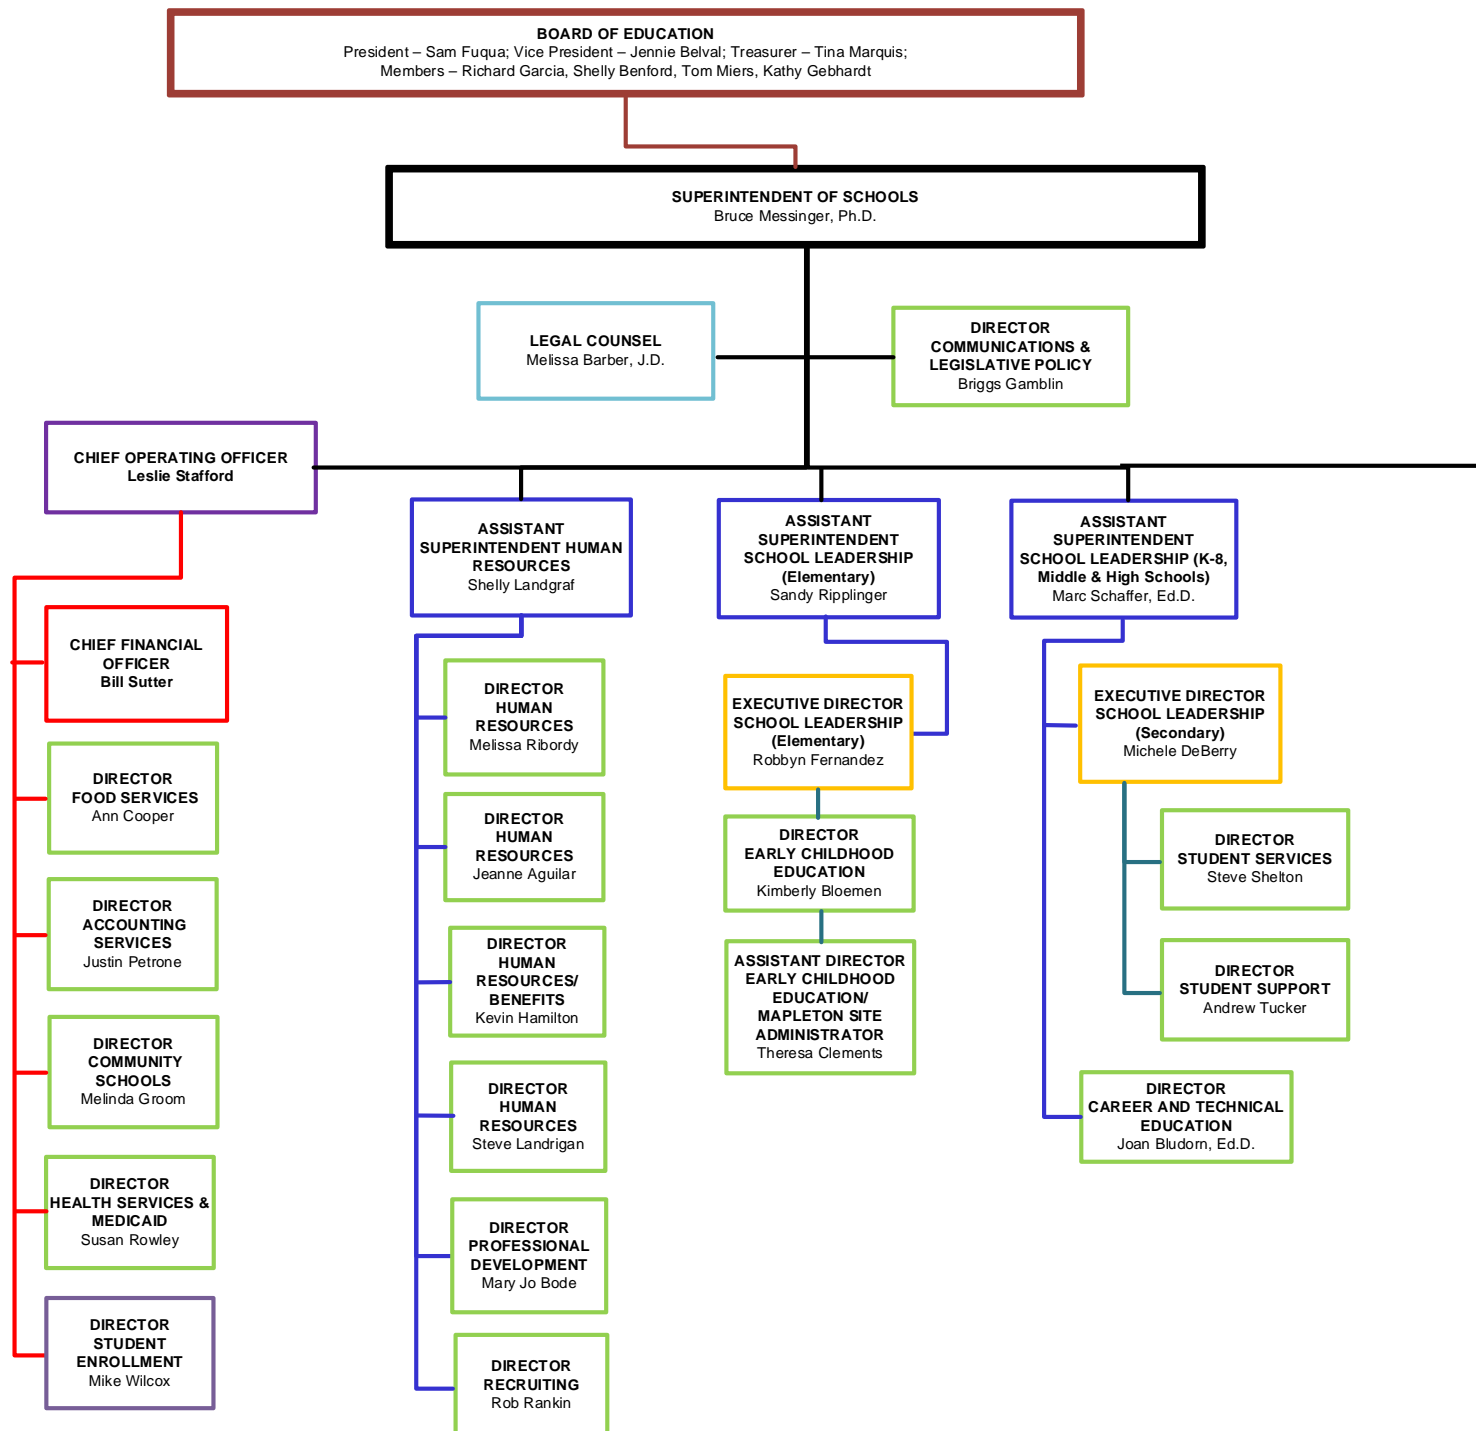 BOARD OF EDUCATION
President – Sam Fuqua; Vice President – Jennie Belval; Treasurer – Tina Marquis;
Members – Richard Garcia, Shelly Benford, Tom Miers, Kathy Gebhardt
SUPERINTENDENT OF SCHOOLS
Bruce Messinger, Ph.D.
LEGAL COUNSEL
Melissa Barber, J.D.
DIRECTOR
COMMUNICATIONS &
LEGISLATIVE POLICY
Briggs Gamblin
CHIEF OPERATING OFFICER
Leslie Stafford
CHIEF FINANCIAL
OFFICER
Bill Sutter
DIRECTOR
FOOD SERVICES
Ann Cooper
DIRECTOR
ACCOUNTING
SERVICES
Justin Petrone
DIRECTOR
COMMUNITY
SCHOOLS
Melinda Groom
DIRECTOR
HEALTH SERVICES &
MEDICAID
Susan Rowley
DIRECTOR
STUDENT
ENROLLMENT
Mike Wilcox
ASSISTANT
SUPERINTENDENT HUMAN
RESOURCES
Shelly Landgraf
DIRECTOR
HUMAN
RESOURCES
Melissa Ribordy
DIRECTOR
HUMAN
RESOURCES
Jeanne Aguilar
DIRECTOR
HUMAN
RESOURCES/
BENEFITS
Kevin Hamilton
DIRECTOR
HUMAN
RESOURCES
Steve Landrigan
DIRECTOR
PROFESSIONAL
DEVELOPMENT
Mary Jo Bode
DIRECTOR
RECRUITING
Rob Rankin
ASSISTANT
SUPERINTENDENT
SCHOOL LEADERSHIP
(Elementary)
Sandy Ripplinger
EXECUTIVE DIRECTOR
SCHOOL LEADERSHIP
(Elementary)
Robbyn Fernandez
DIRECTOR
EARLY CHILDHOOD
EDUCATION
Kimberly Bloemen
ASSISTANT DIRECTOR
EARLY CHILDHOOD
EDUCATION/
MAPLETON SITE
ADMINISTRATOR
Theresa Clements
ASSISTANT
SUPERINTENDENT
SCHOOL LEADERSHIP (K-8,
Middle & High Schools)
Marc Schaffer, Ed.D.
EXECUTIVE DIRECTOR
SCHOOL LEADERSHIP
(Secondary)
Michele DeBerry
DIRECTOR
STUDENT SERVICES
Steve Shelton
DIRECTOR
STUDENT SUPPORT
Andrew Tucker
DIRECTOR
CAREER AND TECHNICAL
EDUCATION
Joan Bludorn, Ed.D.